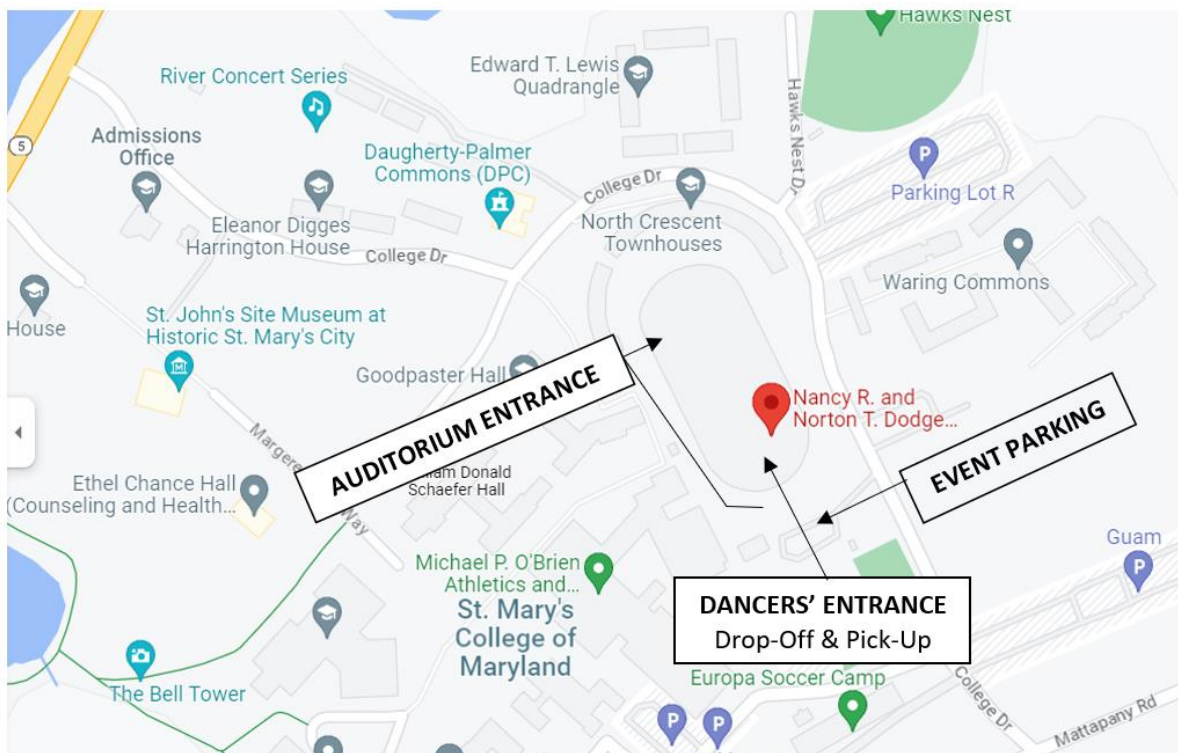 Hawks Nest
River Concert Series
Edward T. Lewis
Quadrangle
5
Admissions
Office
Daugherty-Palmer
Commons (DPC)
Hawks Nest Dr
P
Parking Lot R
College Dr
Eleanor Digges
Harrington House
College Dr
North Crescent
Townhouses
Waring Commons
House
St. John's Site Museum at
Historic St. Mary's City
Goodpaster Hall
AUDITORIUM ENTRANCE
Nancy R. and
Norton T. Dodge...
EVENT PARKING
Way
Schaefer Hall
Donald
Ethel Chance Hall
(Counseling and Health...
Guam
P
Michael P. O'Brien
Athletics and...
St. Mary's
College of
Maryland
DANCERS' ENTRANCE
Drop-Off & Pick-Up
The Bell Tower
Europa Soccer Camp
P
P
College Dr
Mattapany Rd